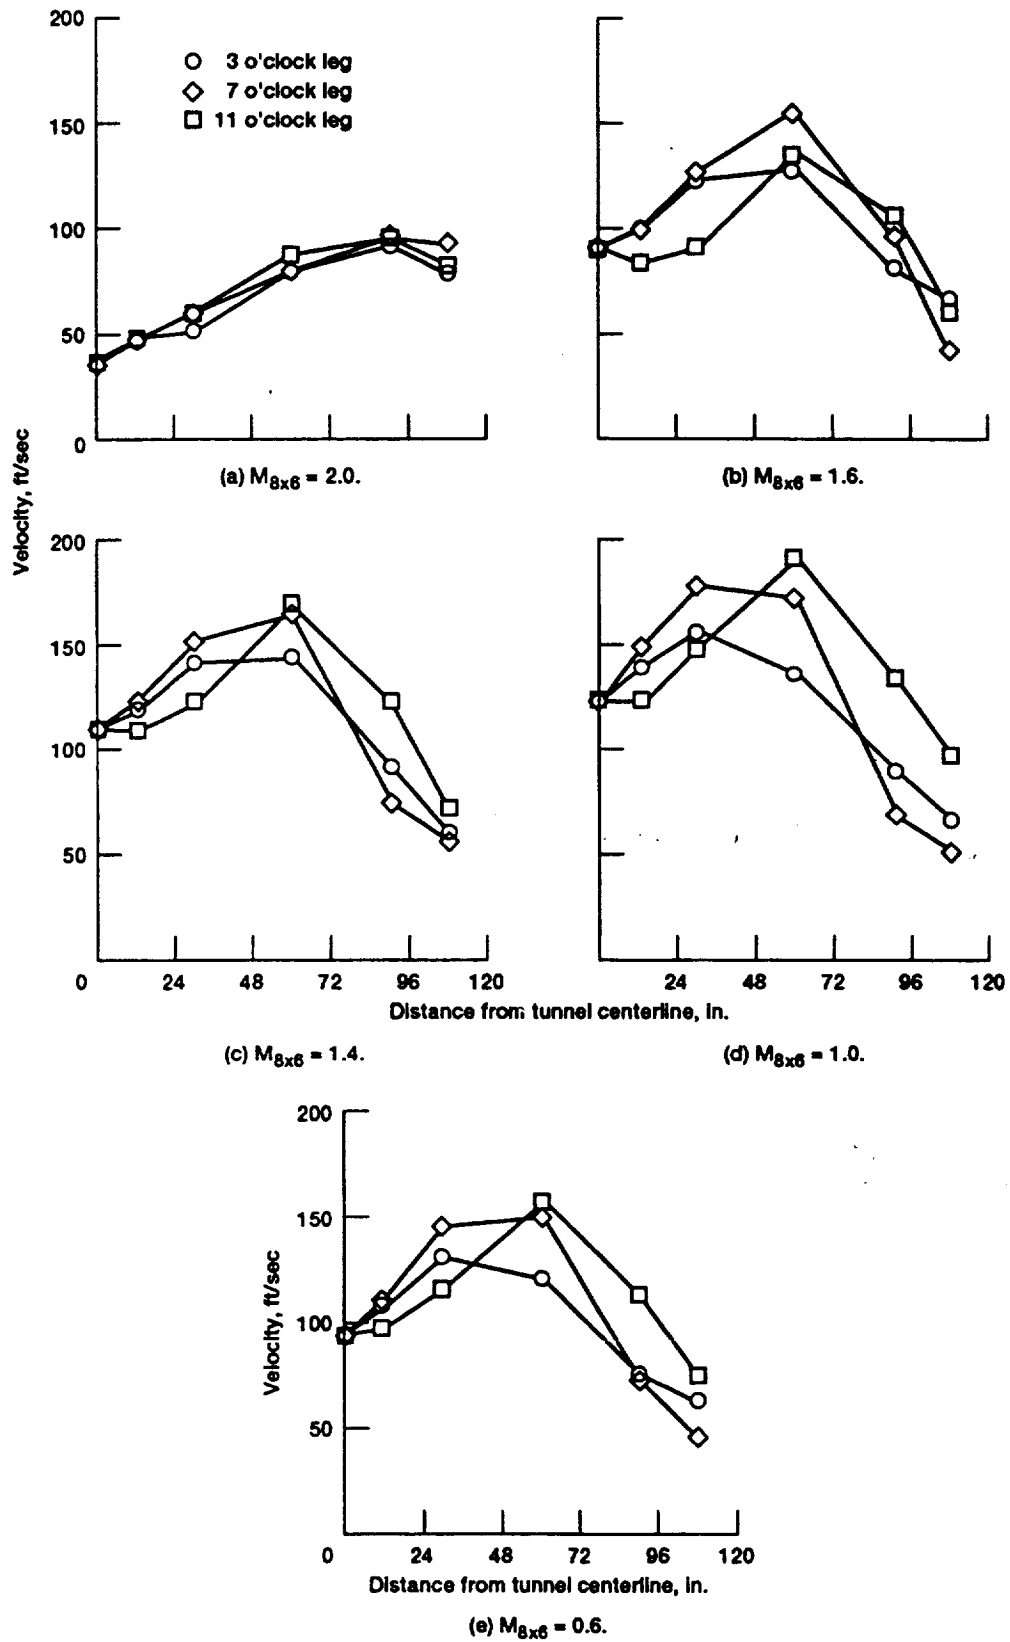 200
150
100
50
0
3 o'clock leg
7 o'clock leg
11 o'clock leg
(a) M8x6 = 2.0.
(b) M8x6 = 1.6.
Velocity, ft/sec
200
150
100
50
0 24 48 72 96 120
24 48 72 96 120
Distance from tunnel centerline, in.
(c) M8x6 = 1.4.
(d) M8x6 = 1.0.
200
150
100
50
Velocity, ft/sec
0 24 48 72 96 120
Distance from tunnel centerline, in.
(e) M8x6 = 0.6.